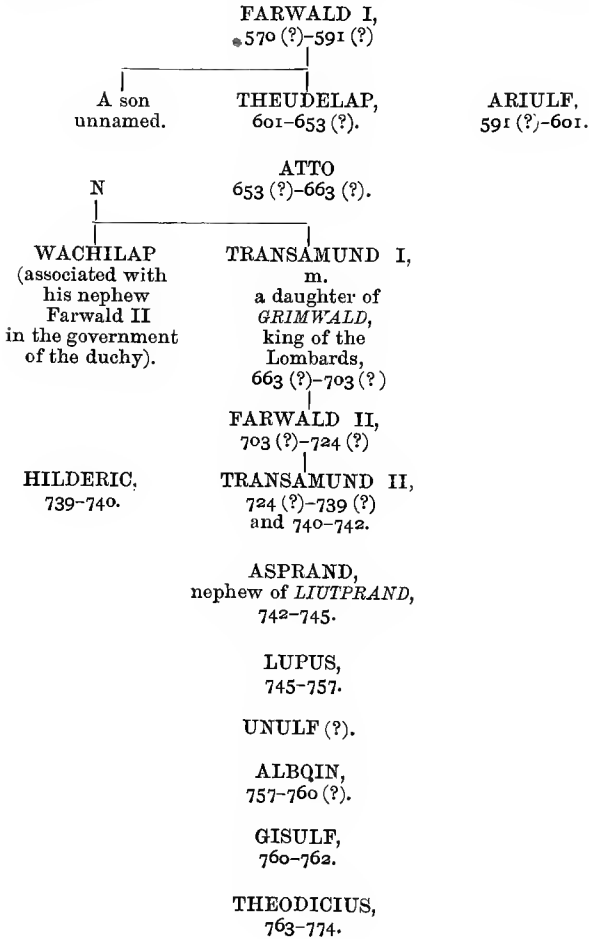 FARWALD I,
570 (?)-591 (?)
A son
unnamed.
THEUDELAP,
601-653 (?).
ARIULF,
591 (?)-601.
ATTO
653 (?)-663 (?).
N
WACHILAP
(associated with
his nephew
Farwald II
in the government
of the duchy).
TRANSAMUND I,
m.
a daughter of
GRIMWALD,
king of the
Lombards,
663 (?)-703 (?)
FARWALD II,
703 (?)-724 (?)
HILDERIC,
739-740.
TRANSAMUND II,
724 (?)-739 (?)
and 740-742.
ASPRAND,
nephew of LIUTPRAND,
742-745.
LUPUS,
745-757.
UNULF (?).
ALBQIN,
757-760 (?).
GISULF,
760-762.
THEODICIUS,
763-774.